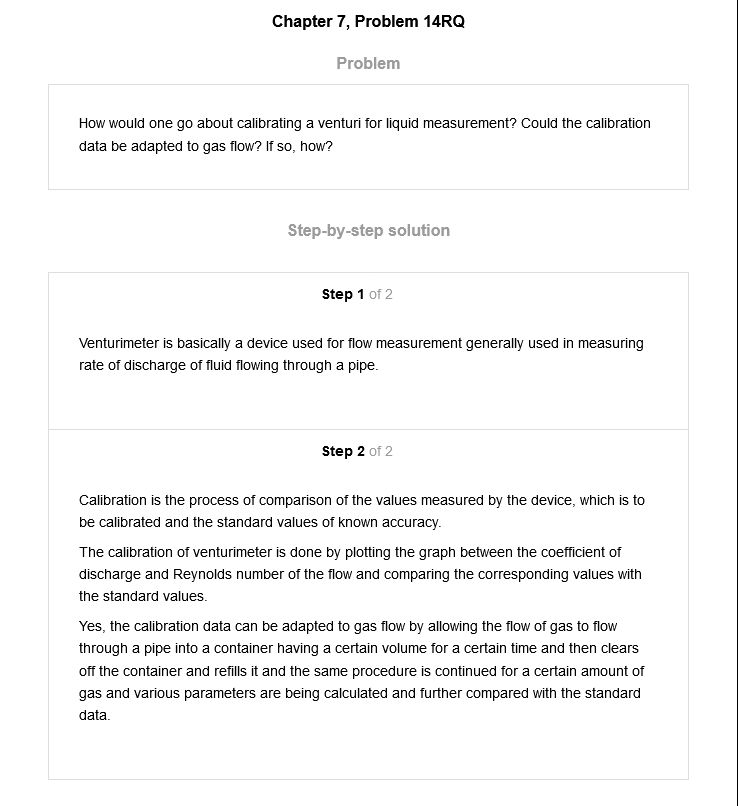 Chapter 7, Problem 14RQ
Problem
How would one go about calibrating a venturi for liquid measurement? Could the calibration
data be adapted to gas flow? If so, how?
Step-by-step solution
Step 1 of 2
Venturimeter is basically a device used for flow measurement generally used in measuring
rate of discharge of fluid flowing through a pipe.
Step 2 of 2
Calibration is the process of comparison of the values measured by the device, which is to
be calibrated and the standard values of known accuracy.
The calibration of venturimeter is done by plotting the graph between the coefficient of
discharge and Reynolds number of the flow and comparing the corresponding values with
the standard values.
Yes, the calibration data can be adapted to gas flow by allowing the flow of gas to flow
through a pipe into a container having a certain volume for a certain time and then clears
off the container and refills it and the same procedure is continued for a certain amount of
gas and various parameters are being calculated and further compared with the standard
data.